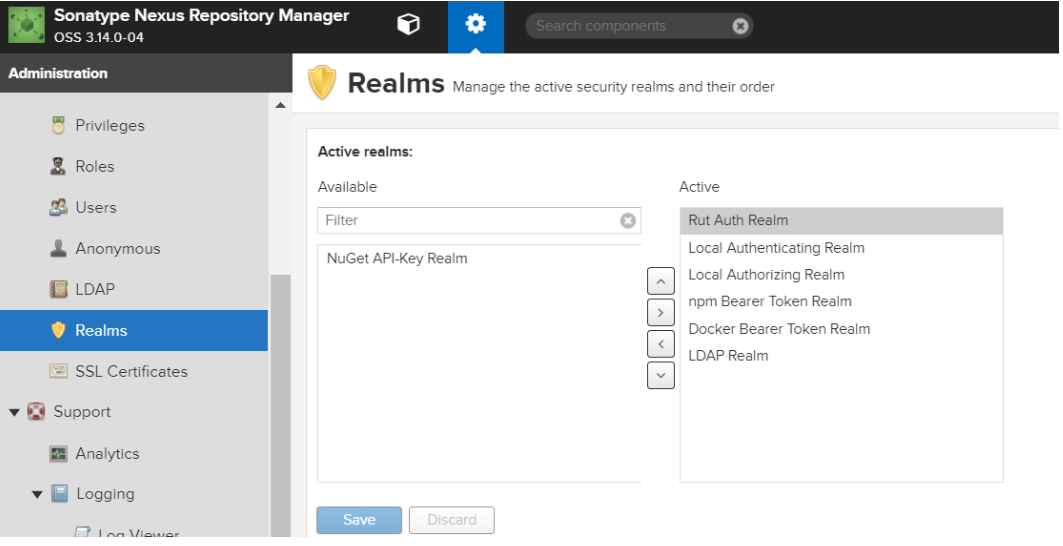 Sonatype Nexus Repository Manager
OSS 3.14.0-04
Search components
Administration
Privileges
Roles
Users
Anonymous
LDAP
Realms
SSL Certificates
Support
Analytics
Logging
Log Viewer
Realms Manage the active security realms and their order
Active realms:
Available
Filter
NuGet API-Key Realm
Active
Rut Auth Realm
Local Authenticating Realm
Local Authorizing Realm
npm Bearer Token Realm
Docker Bearer Token Realm
LDAP Realm
Save
Discard